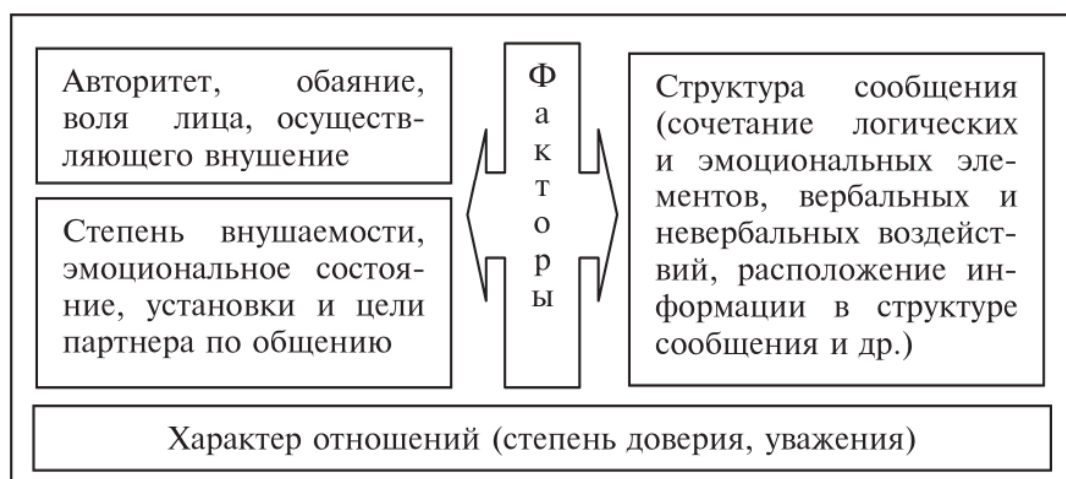 Авторитет, обаяние,
воля лица, осуществ-
ляющего внушение
Степень внушаемости,
эмоциональное состоя-
ние, установки и цели
партнера по общению
Факторы
Структура сообщения
(сочетание логических
и эмоциональных эле-
ментов, вербальных и
невербальных воздейст-
вий, расположение ин-
формации в структуре
сообщения и др.)
Характер отношений (степень доверия, уважения)